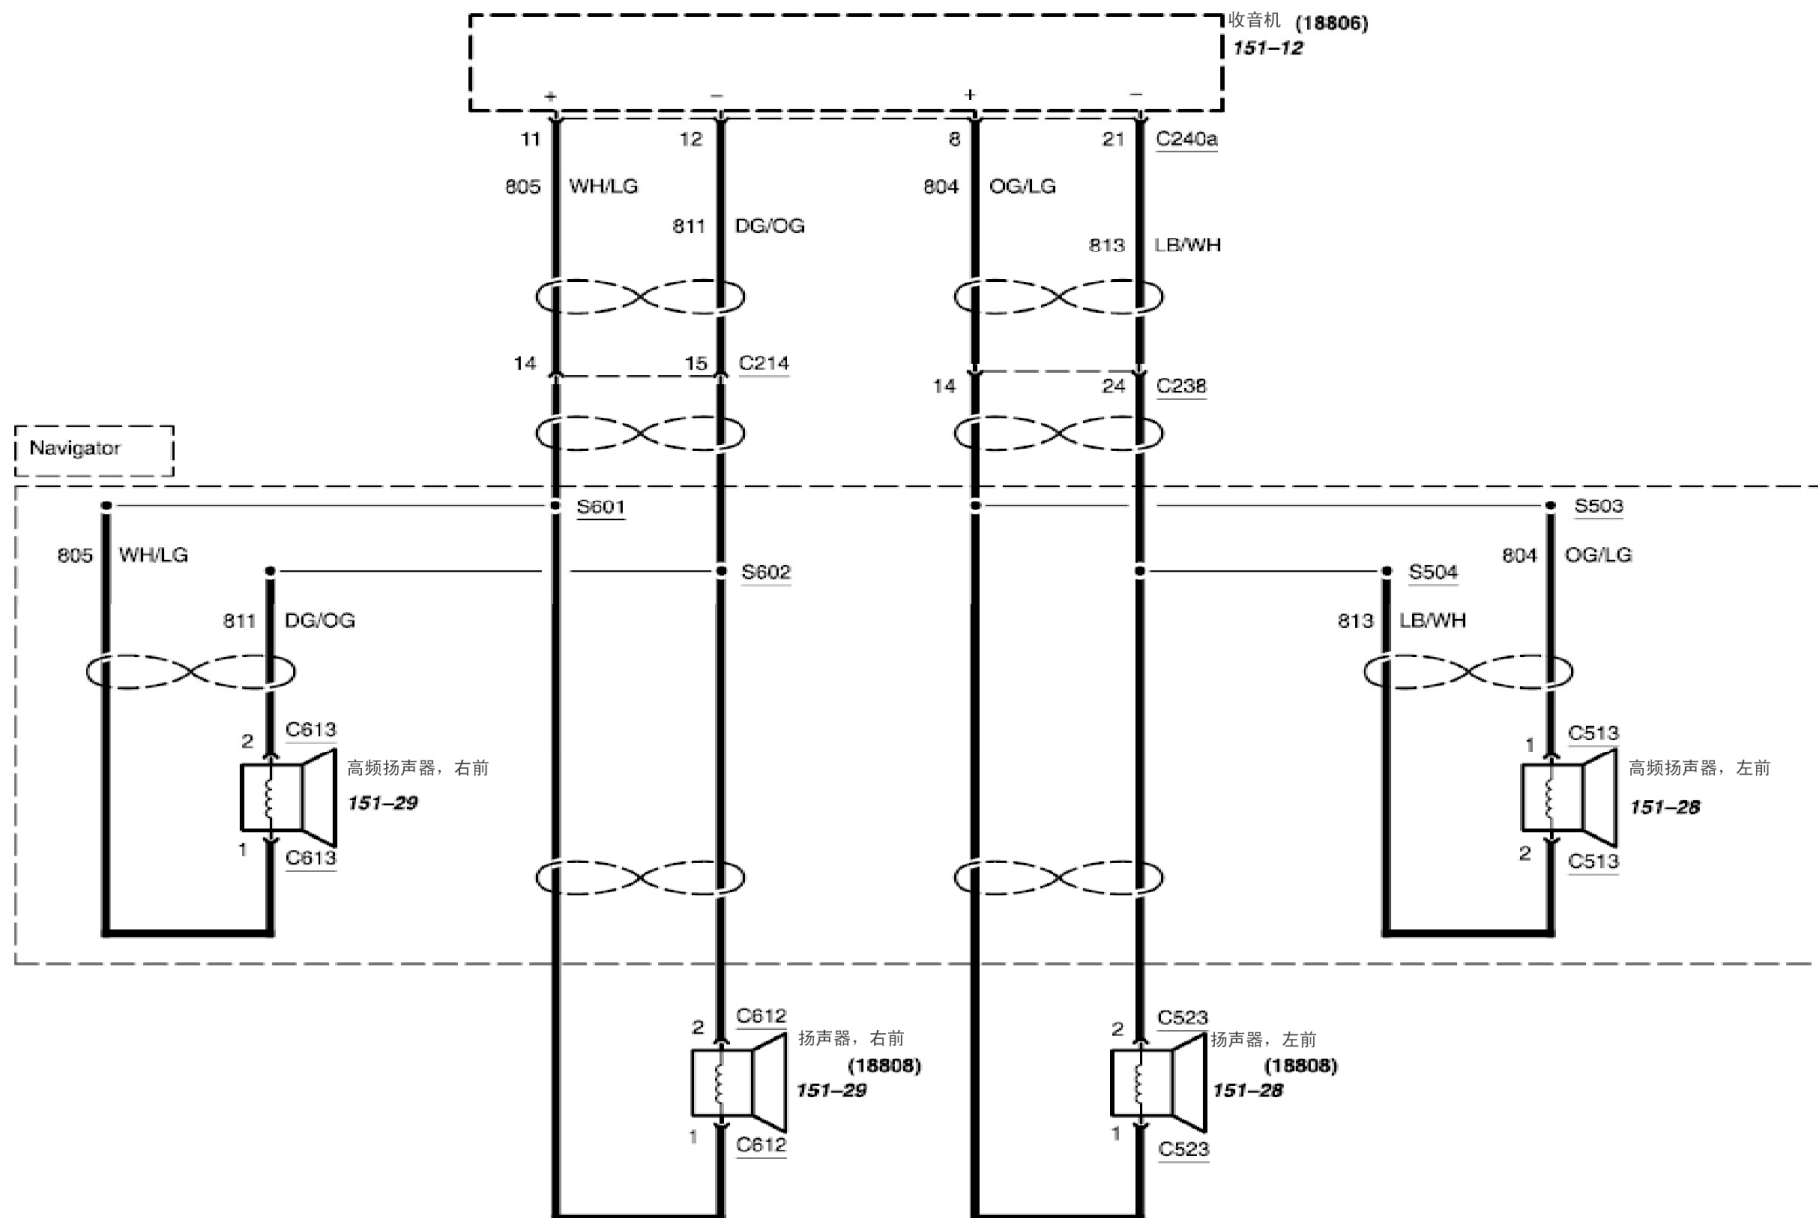 收音机 (18806)
151–12
+ – + –
11 12 8 21 C240a
805 WH/LG 804 OG/LG
811 DG/OG
813 LB/WH
14 15 C214
14 24 C238
Navigator
S601 S503
805 WH/LG 804 OG/LG
S602 S504
811 DG/OG 813 LB/WH
2 C613
高频扬声器，右前
151–29
1 C613
1 C513
高频扬声器，左前
151–28
2 C513
2 C612
扬声器，右前
(18808)
151–29
1 C612
2 C523
扬声器，左前
(18808)
151–28
1 C523